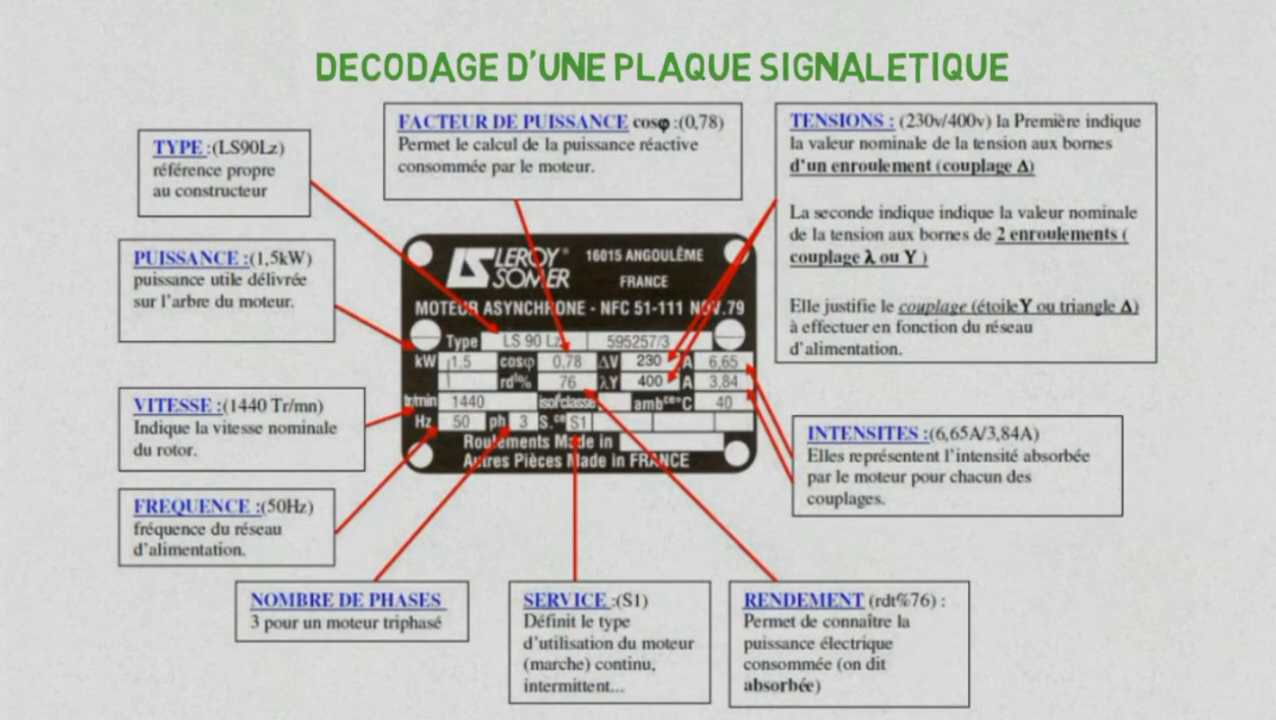 DECODAGE D'UNE PLAQUE SIGNALETIQUE
TYPE :(LS90Lz)
référence propre
au constructeur
FACTEUR DE PUISSANCE cosφ :(0,78)
Permet le calcul de la puissance réactive
consommée par le moteur.
TENSIONS : (230v/400v) la Première indique
la valeur nominale de la tension aux bornes
d'un enroulement (couplage Δ)
La seconde indique indique la valeur nominale
de la tension aux bornes de 2 enroulements (
couplage λ ou Y )
Elle justifie le couplage (étoile Y ou triangle Δ)
à effectuer en fonction du réseau
d'alimentation.
PUISSANCE :(1,5kW)
puissance utile délivrée
sur l'arbre du moteur.
LS LEROY® 16015 ANGOULÊME
SOMER FRANCE
MOTEUR ASYNCHRONE - NFC 51-111 NOV.79
Type LS 90 Lz 595257/3
kW 1,5 cosφ 0,78 ΔV 230 A 6,65
rdt% 76 λY 400 A 3,84
tr/min 1440 isolclasse ambce°C 40
Hz 50 ph 3 S.ce S1
Roulements Made in
Autres Pièces Made in FRANCE
VITESSE :(1440 Tr/mn)
Indique la vitesse nominale
du rotor.
INTENSITES :(6,65A/3,84A)
Elles représentent l'intensité absorbée
par le moteur pour chacun des
couplages.
FREQUENCE :(50Hz)
fréquence du réseau
d'alimentation.
NOMBRE DE PHASES
3 pour un moteur triphasé
SERVICE :(S1)
Définit le type
d'utilisation du moteur
(marche) continu,
intermittent...
RENDEMENT (rdt%76) :
Permet de connaître la
puissance électrique
consommée (on dit
absorbée)